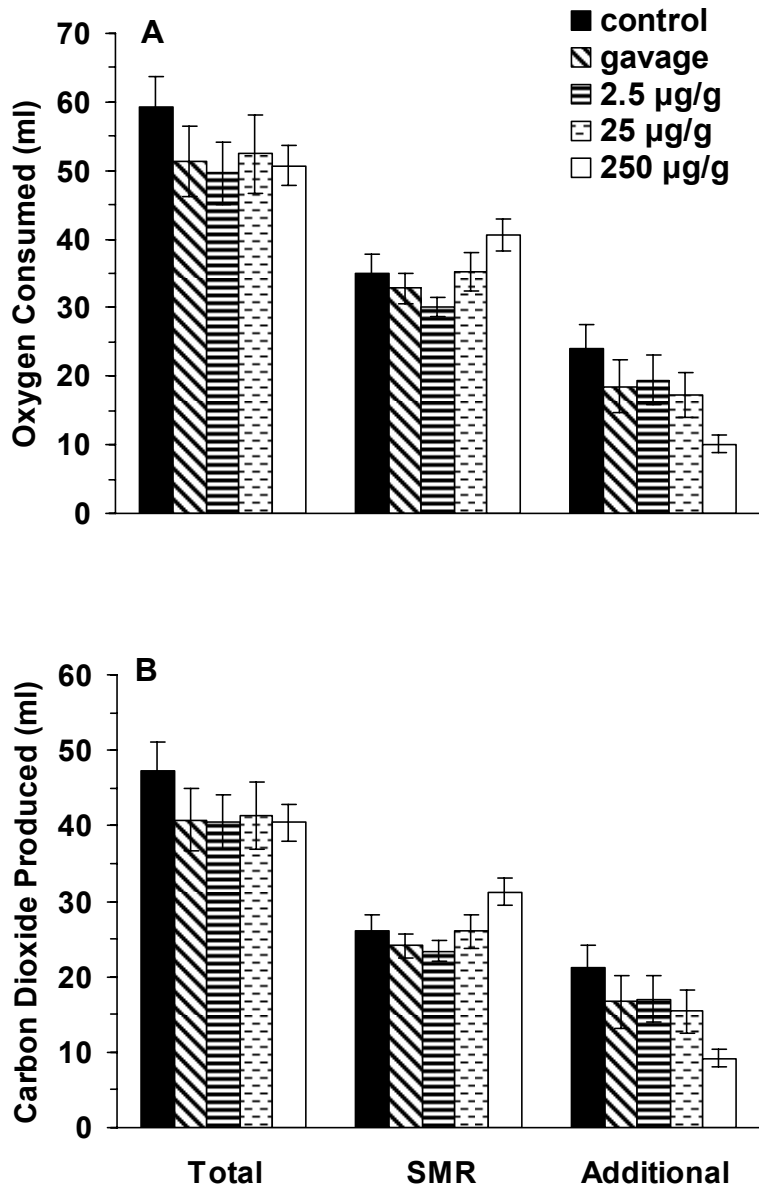 A
control
gavage
2.5 µg/g
25 µg/g
250 µg/g
Oxygen Consumed (ml)
70
60
50
40
30
20
10
0
B
Carbon Dioxide Produced (ml)
60
50
40
30
20
10
0
Total SMR Additional